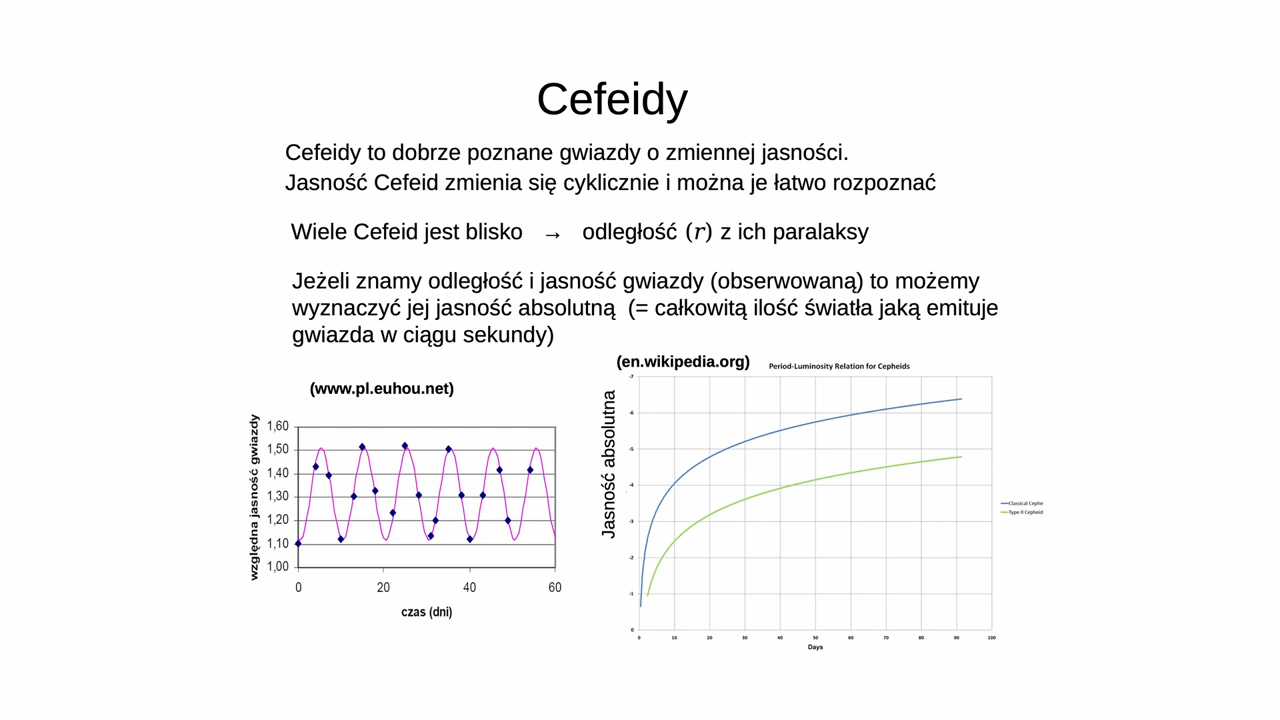 Cefeidy
Cefeidy to dobrze poznane gwiazdy o zmiennej jasności.
Jasność Cefeid zmienia się cyklicznie i można je łatwo rozpoznać
Wiele Cefeid jest blisko → odległość (r) z ich paralaksy
Jeżeli znamy odległość i jasność gwiazdy (obserwowaną) to możemy
wyznaczyć jej jasność absolutną (= całkowitą ilość światła jaką emituje
gwiazda w ciągu sekundy)
(www.pl.euhou.net)
względna jasność gwiazdy
1,60
1,50
1,40
1,30
1,20
1,10
1,00
0 20 40 60
czas (dni)
(en.wikipedia.org)
Period-Luminosity Relation for Cepheids
Jasność absolutna
-7
-6
-5
-4
-3
-2
-1
0
0 10 20 30 40 50 60 70 80 90 100
Days
Classical Cephe
Type II Cepheid